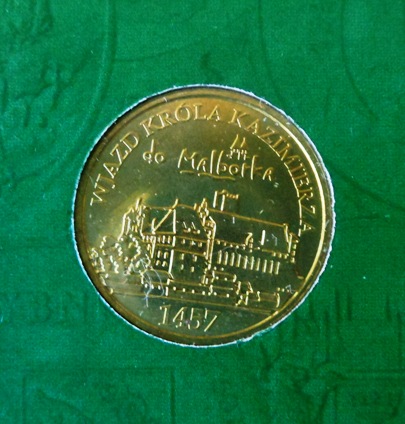 WJAZD KRÓLA KAZIMIERZA
do Malborka
1457